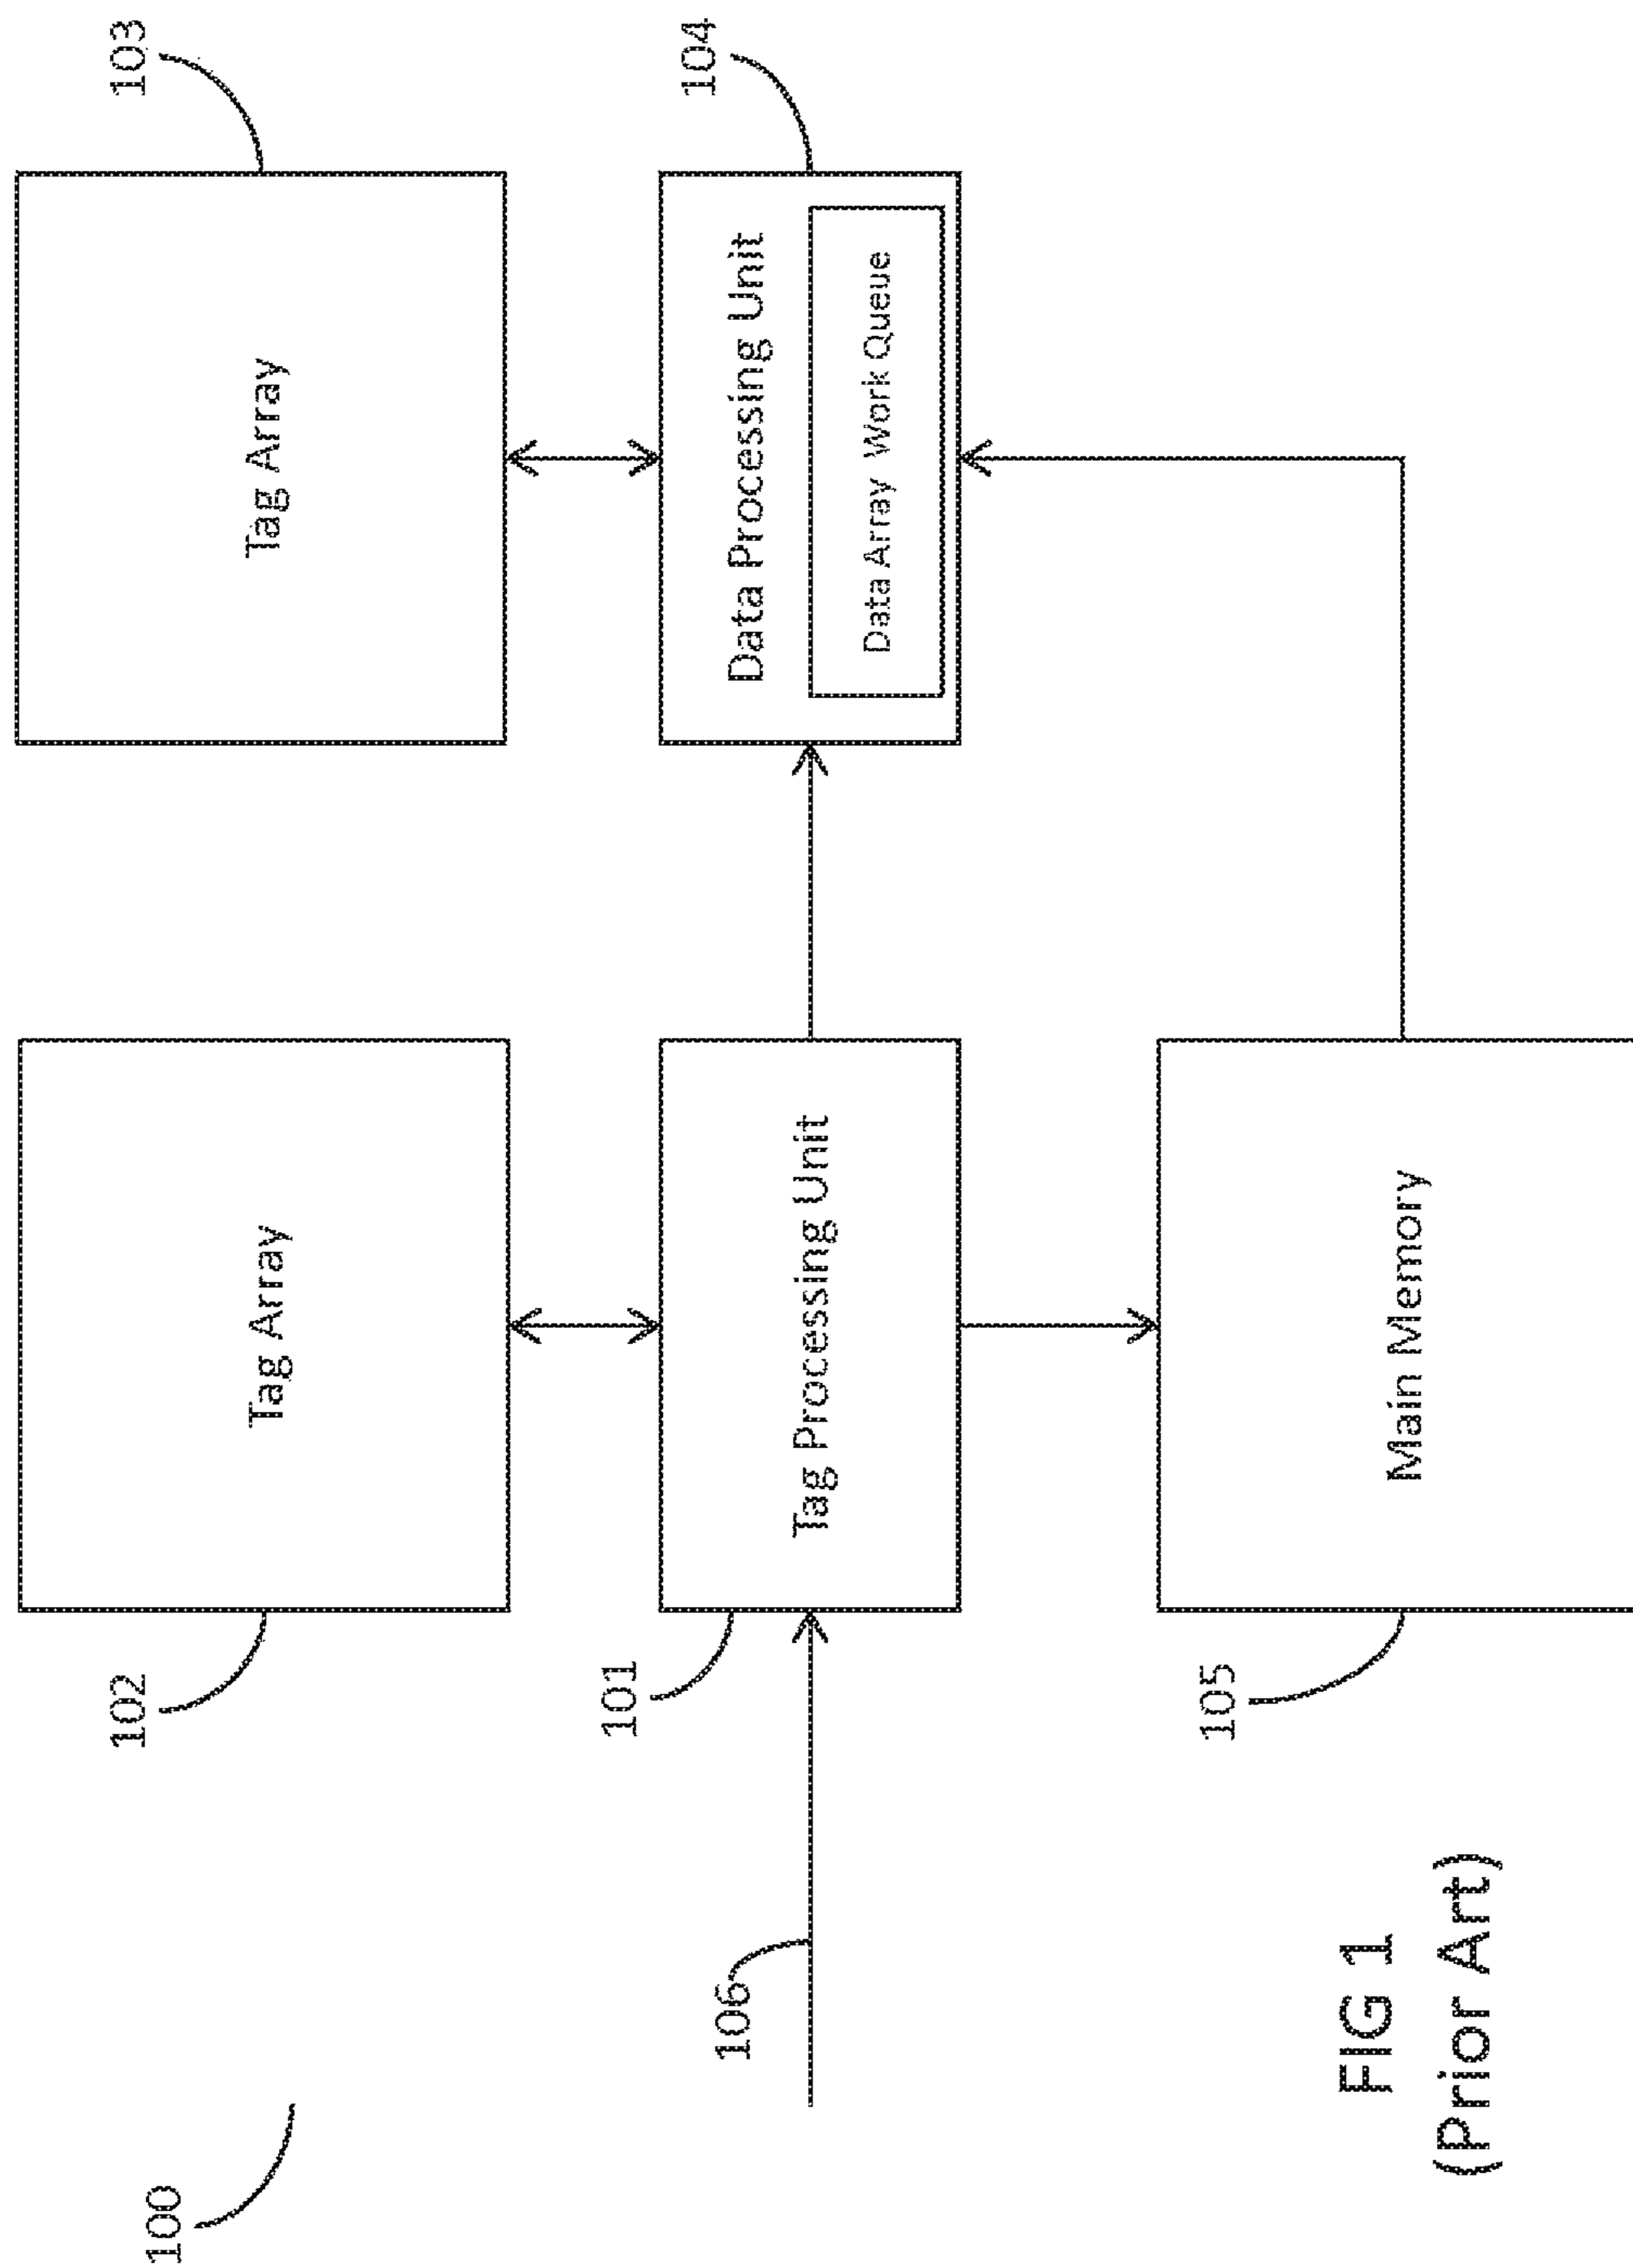 100
102
Tag Array
Tag Array
103
106
101
Tag Processing Unit
Data Processing Unit
Data Array Work Queue
104
105
Main Memory
FIG 1
(Prior Art)